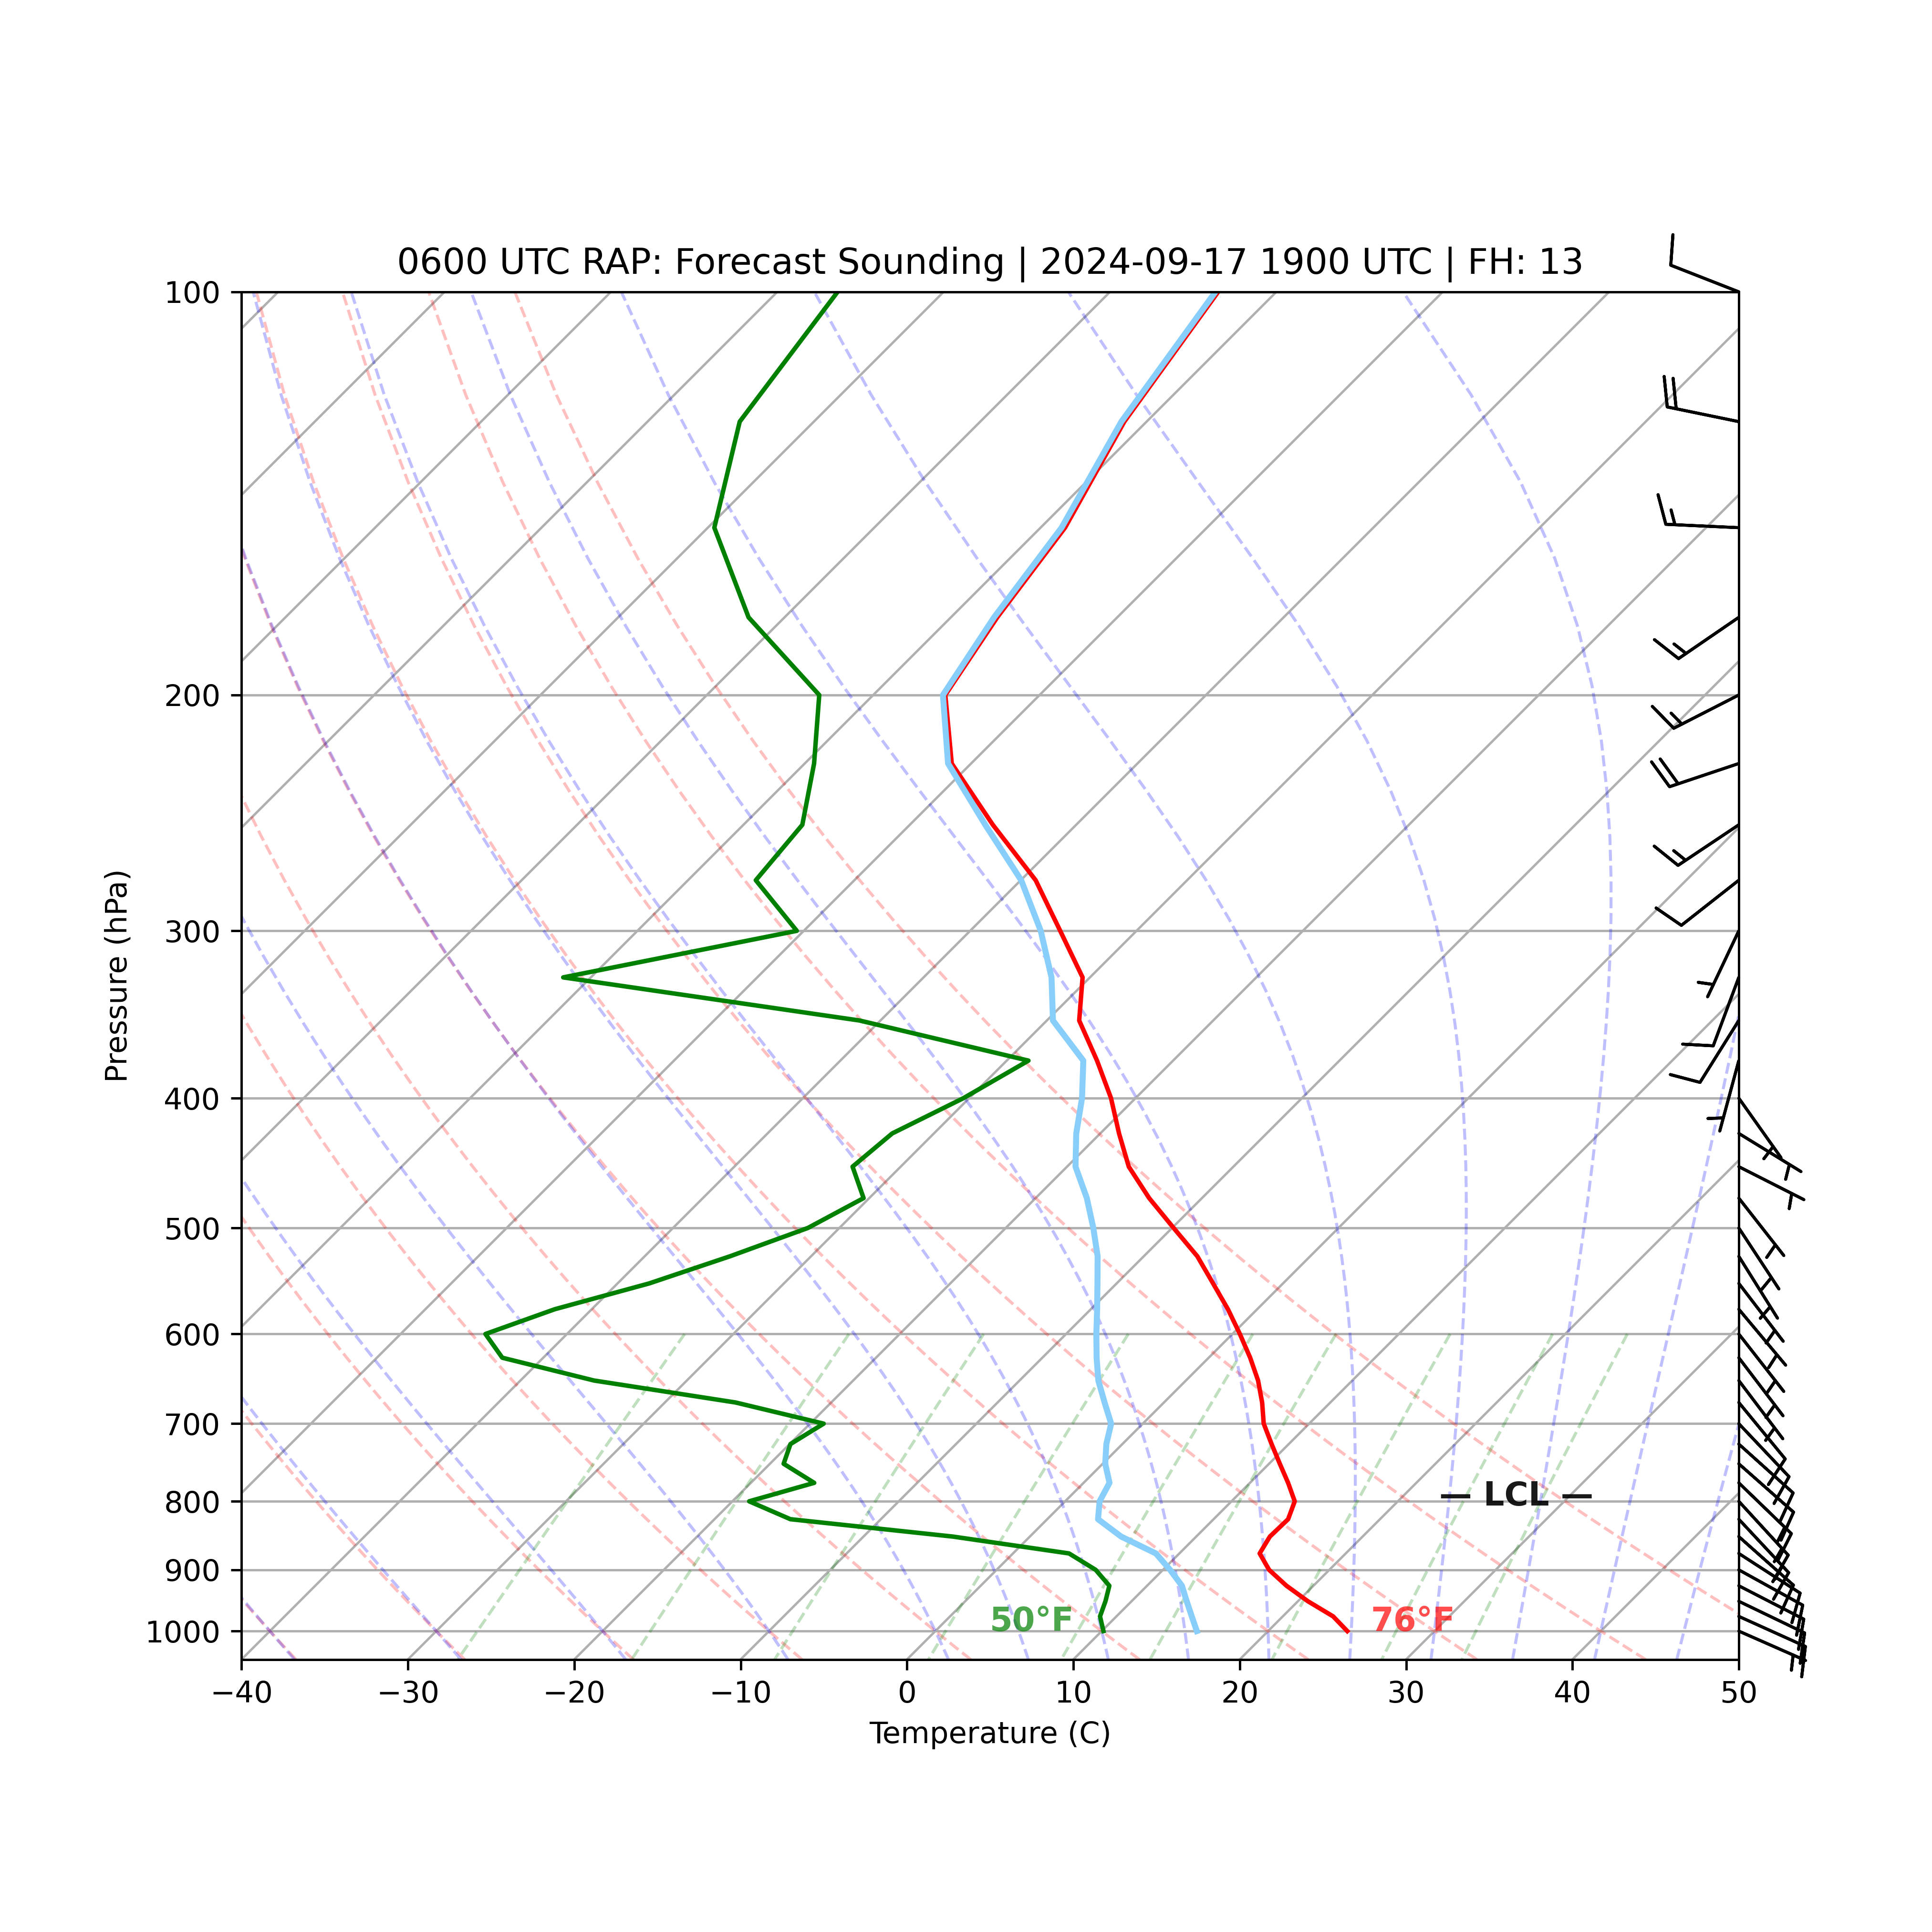 0600 UTC RAP: Forecast Sounding | 2024-09-17 1900 UTC | FH: 13
100
200
300
400
500
600
700
800
900
1000
Pressure (hPa)
— LCL —
50°F
76°F
−40 −30 −20 −10 0 10 20 30 40 50
Temperature (C)